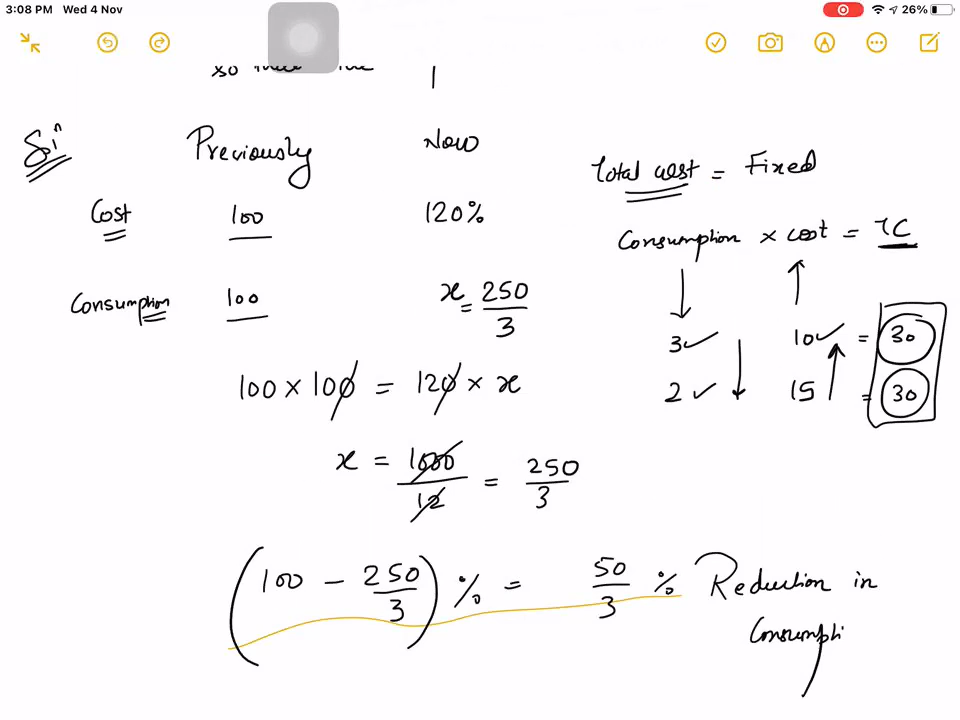 3:08 PM Wed 4 Nov
26%
so
Sol^n Previously Now
Total cost = Fixed
Cost 100 120%
Consumption × cost = TC
Consumption 100 x = 250/3
3 ✓ 10 ✓ = 30
2 ✓ 15 = 30
100 × 100 = 120 × x
x = 1000/12 = 250/3
(100 − 250/3) % = 50/3 % Reduction in
Consumpti